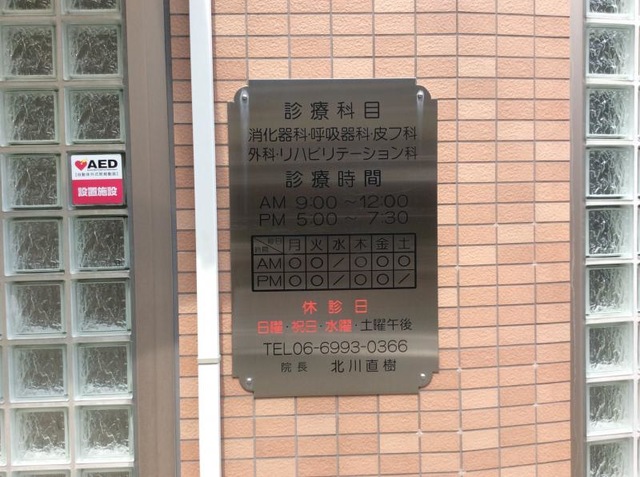 AED
設置施設
診療科目
消化器科・呼吸器科・皮フ科
外科・リハビリテーション科
診療時間
AM 9:00～12:00
PM 5:00～7:30
月 火 水 木 金 土
AM ○ ○ / ○ ○ ○
PM ○ ○ / ○ ○ /
休診日
日曜・祝日・水曜・土曜午後
TEL06-6993-0366
院長 北川直樹